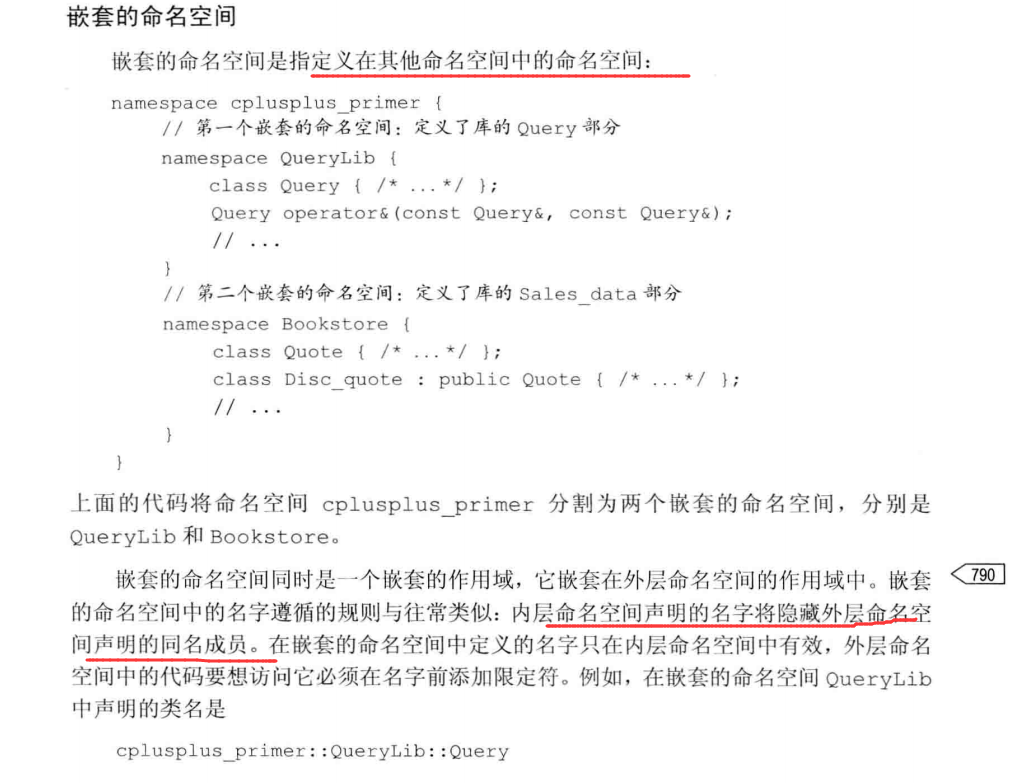 嵌套的命名空间
嵌套的命名空间是指定义在其他命名空间中的命名空间：
namespace cplusplus_primer {
// 第一个嵌套的命名空间：定义了库的 Query 部分
namespace QueryLib {
class Query { /* ... */ };
Query operator&(const Query&, const Query&);
// ...
}
// 第二个嵌套的命名空间：定义了库的 Sales_data 部分
namespace Bookstore {
class Quote { /* ... */ };
class Disc_quote : public Quote { /* ... */ };
// ...
}
}
上面的代码将命名空间 cplusplus_primer 分割为两个嵌套的命名空间，分别是
QueryLib 和 Bookstore。
嵌套的命名空间同时是一个嵌套的作用域，它嵌套在外层命名空间的作用域中。嵌套
790
的命名空间中的名字遵循的规则与往常类似：内层命名空间声明的名字将隐藏外层命名空
间声明的同名成员。在嵌套的命名空间中定义的名字只在内层命名空间中有效，外层命名
空间中的代码要想访问它必须在名字前添加限定符。例如，在嵌套的命名空间 QueryLib
中声明的类名是
cplusplus_primer::QueryLib::Query